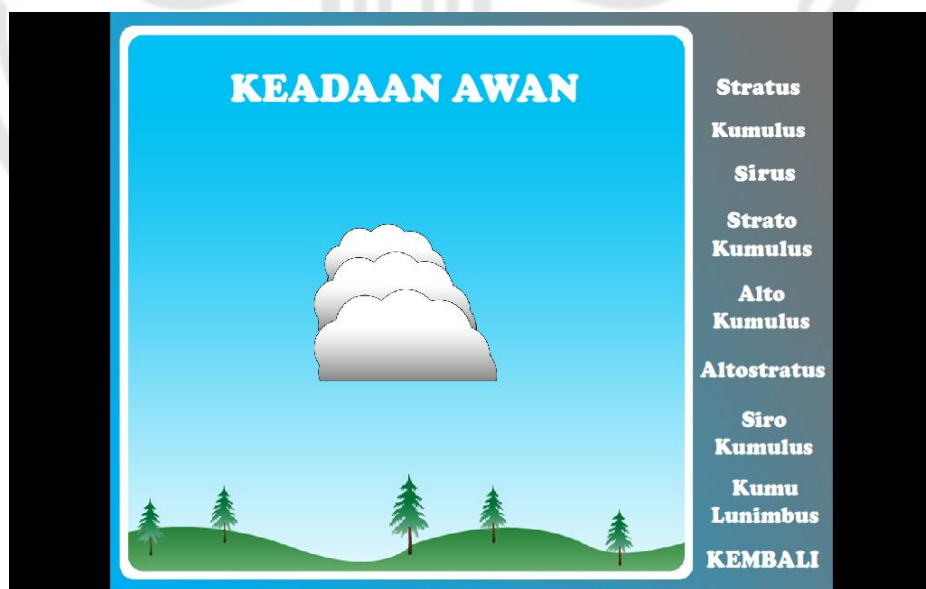 KEADAAN AWAN
Stratus
Kumulus
Sirus
Strato
Kumulus
Alto
Kumulus
Altostratus
Siro
Kumulus
Kumu
Lunimbus
KEMBALI